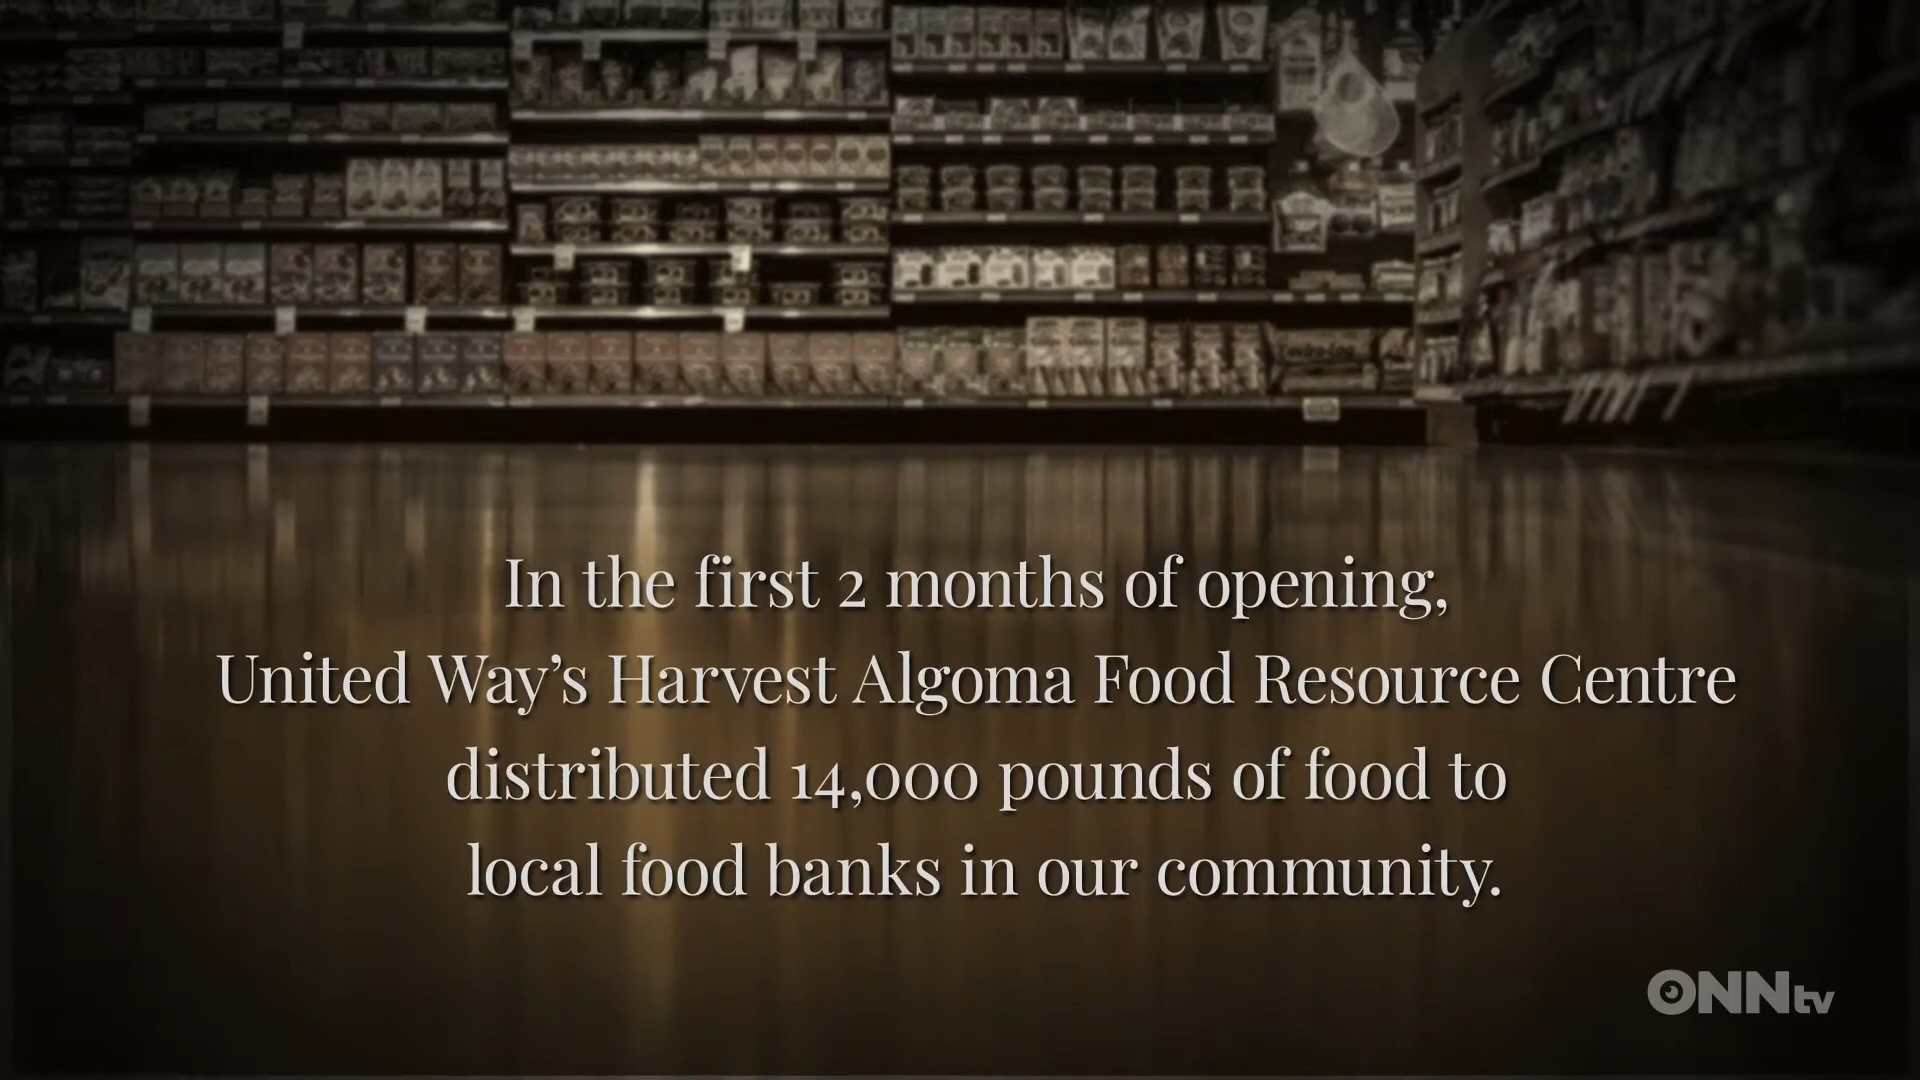 In the first 2 months of opening,
United Way’s Harvest Algoma Food Resource Centre
distributed 14,000 pounds of food to
local food banks in our community.
ONNtv